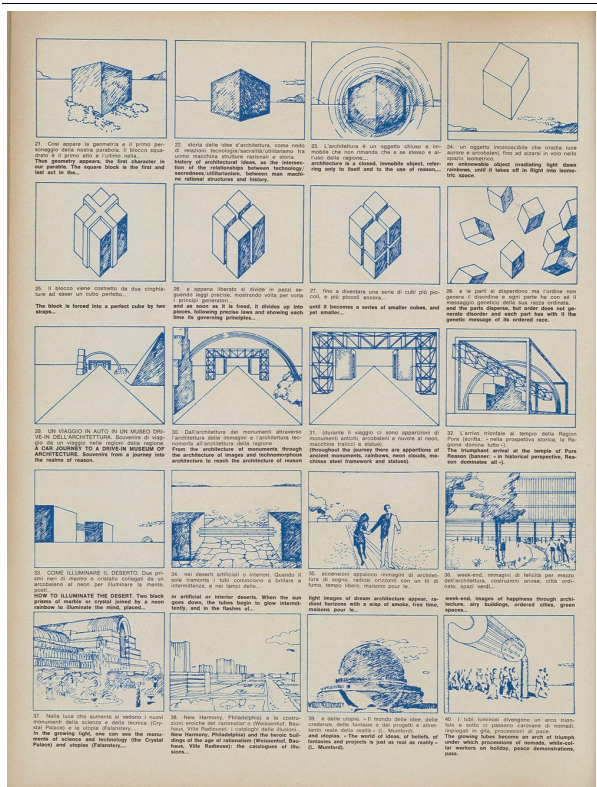 21. Così appare la geometria e il primo per-
sonaggio della nostra parabola. Il blocco qua-
drato è il primo atto e l'ultimo nella...
Thus geometry appears, the first character in
our parable. The square block is the first and
last act in the...
22. storia delle idee d'architettura, come nodo
di relazioni tecnologia/sacralità/utilitarismo tra
uomo macchina strutture razionali e storia.
history of architectural ideas, as the intersec-
tion of the relationships between technology/
sacredness/utilitarianism, between man machi-
ne rational structures and history.
23. L'architettura è un oggetto chiuso e im-
mobile che non rimanda che a se stesso e al-
l'uso della ragione...
architecture is a closed, immobile object, refer-
ring only to itself and to the use of reason,...
24. un oggetto inconoscibile che irradia luce
aurore e arcobaleni, fino ad alzarsi in volo nello
spazio isometrico.
an unknowable object irradiating light down
rainbows, until it takes off in flight into isome-
tric space.
25. Il blocco viene costretto da due cinghia-
ture ad esser un cubo perfetto...
The block is forced into a perfect cube by two
straps...
26. e appena liberato si divide in pezzi se-
guendo leggi precise, mostrando volta per volta
i principi generatori...
and as soon as it is freed, it divides up into
pieces, following precise laws and showing each
time its governing principles...
27. fino a diventare una serie di cubi più pic-
coli, e più piccoli ancora...
until it becomes a series of smaller cubes, and
yet smaller...
28. e le parti si disperdono ma l'ordine non
genera il disordine e ogni parte ha con sé il
messaggio genetico della sua razza ordinata.
and the parts disperse, but order does not ge-
nerate disorder and each part has with it the
genetic message of its ordered race.
29. UN VIAGGIO IN AUTO IN UN MUSEO DRI-
VE-IN DELL'ARCHITETTURA. Souvenirs di viag-
gio da un viaggio nelle regioni della ragione.
A CAR JOURNEY TO A DRIVE-IN MUSEUM OF
ARCHITECTURE. Souvenirs from a journey into
the realms of reason.
30. Dall'architettura dei monumenti attraverso
l'architettura delle immagini e l'architettura tec-
nomorfa all'architettura della ragione
From the architecture of monuments through
the architecture of images and technomorphous
architecture to reach the architecture of reason
31. (durante il viaggio ci sono apparizioni di
monumenti antichi, arcobaleni e nuvole al neon,
macchine tralicci e statue).
(throughout the journey there are apparitions of
ancient monuments, rainbows, neon clouds, ma-
chines steel framework and statues).
32. L'arrivo trionfale al tempio della Ragion
Pura (scritta: « nella prospettiva storica, la Ra-
gione domina tutto »).
The triumphant arrival at the temple of Pure
Reason (banner: « in historical perspective, Rea-
son dominates all »).
33. COME ILLUMINARE IL DESERTO. Due pri-
smi neri di marmo o cristallo collegati da un
arcobaleno al neon per illuminare la mente,
posti...
HOW TO ILLUMINATE THE DESERT. Two black
prisms of marble or crystal joined by a neon
rainbow to illuminate the mind, placed...
34. nei deserti artificiali o interiori. Quando il
sole tramonta i tubi cominciano a brillare a
intermittenza, e nei lampi delle...
in artificial or interior deserts. When the sun
goes down, the tubes begin to glow intermit-
tently, and in the flashes of...
35. accensioni appaiono immagini di architet-
tura di sogno, radiosi orizzonti con un fil di
fumo, tempo libero, maisons pour le...
light images of dream architecture appear, ra-
diant horizons with a wisp of smoke, free time,
maisons pour le...
36. week-end, immagini di felicità per mezzo
dell'architettura, costruzioni ariose, città ordi-
nate, spazi verdi...
week-end, images of happiness through archi-
tecture, airy buildings, ordered cities, green
spaces...
37. Nella luce che aumenta si vedono i nuovi
monumenti della scienza e della tecnica (Cry-
stal Palace) e le utopie (Falanstery,...
In the growing light, one can see the monu-
ments of science and technology (the Crystal
Palace) and utopias (Falanstery,...
38. New Harmony, Philadelphia) e le costru-
zioni eroiche del razionalismo (Weissenhof, Bau-
haus, Ville Radieuse): i cataloghi delle illusioni...
New Harmony, Philadelphia) and the heroic buil-
dings of the age of rationalism (Weissenhof, Bau-
haus, Ville Radieuse): the catalogues of illu-
sions...
39. e delle utopie. « Il mondo delle idee, delle
credenze, delle fantasie e dei progetti è altret-
tanto reale della realtà » (L. Mumford).
and utopias. « The world of ideas, of beliefs, of
fantasies and projects is just as real as reality »
(L. Mumford).
40. I tubi luminosi divengono un arco trion-
fale e sotto ci passano carovane di nomadi,
impiegati in gita, processioni di pace.
The glowing tubes become an arch of triumph
under which processions of nomads, white-col-
lar workers on holiday, peace demonstrations,
pass.